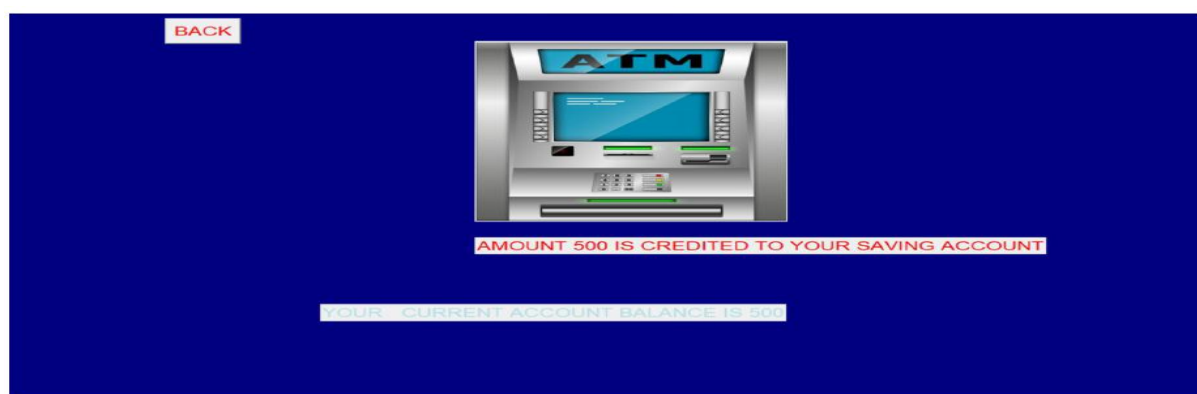 BACK
ATM
AMOUNT 500 IS CREDITED TO YOUR SAVING ACCOUNT
YOUR CURRENT ACCOUNT BALANCE IS 500